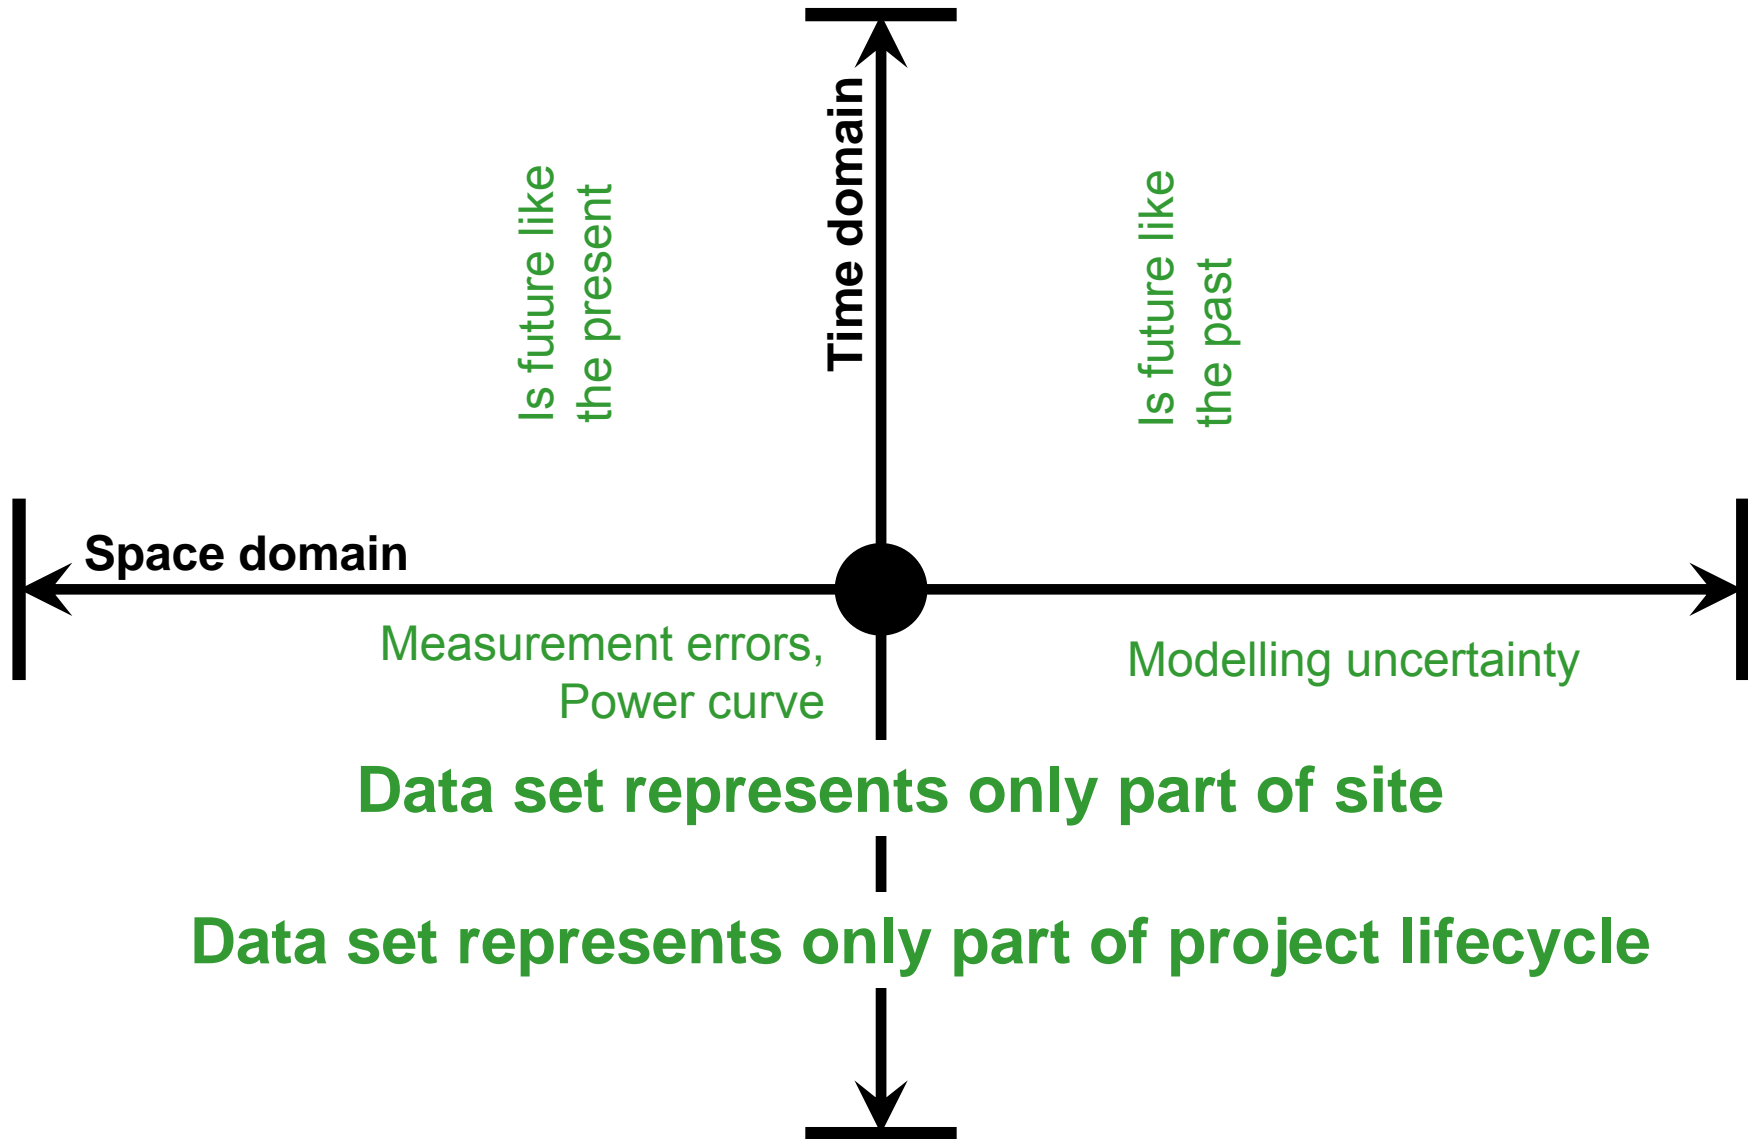 Time domain
Is future like
the present
Is future like
the past
Space domain
Measurement errors,
Power curve
Modelling uncertainty
Data set represents only part of site
Data set represents only part of project lifecycle